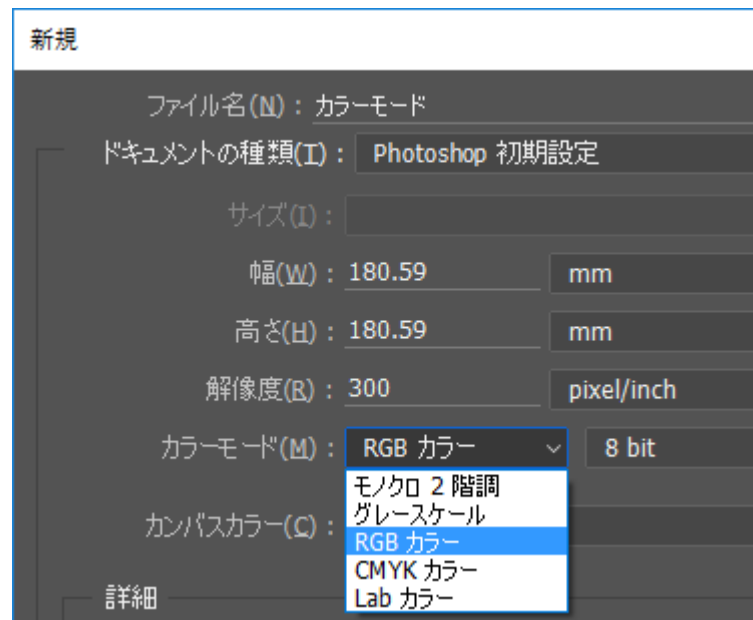 新規
ファイル名(N)：カラーモード
ドキュメントの種類(T)： Photoshop 初期設定
サイズ(I)：
幅(W)： 180.59 mm
高さ(H)： 180.59 mm
解像度(R)： 300 pixel/inch
カラーモード(M)： RGB カラー 8 bit
モノクロ 2 階調
グレースケール
カンバスカラー(C)：
RGB カラー
CMYK カラー
Lab カラー
詳細